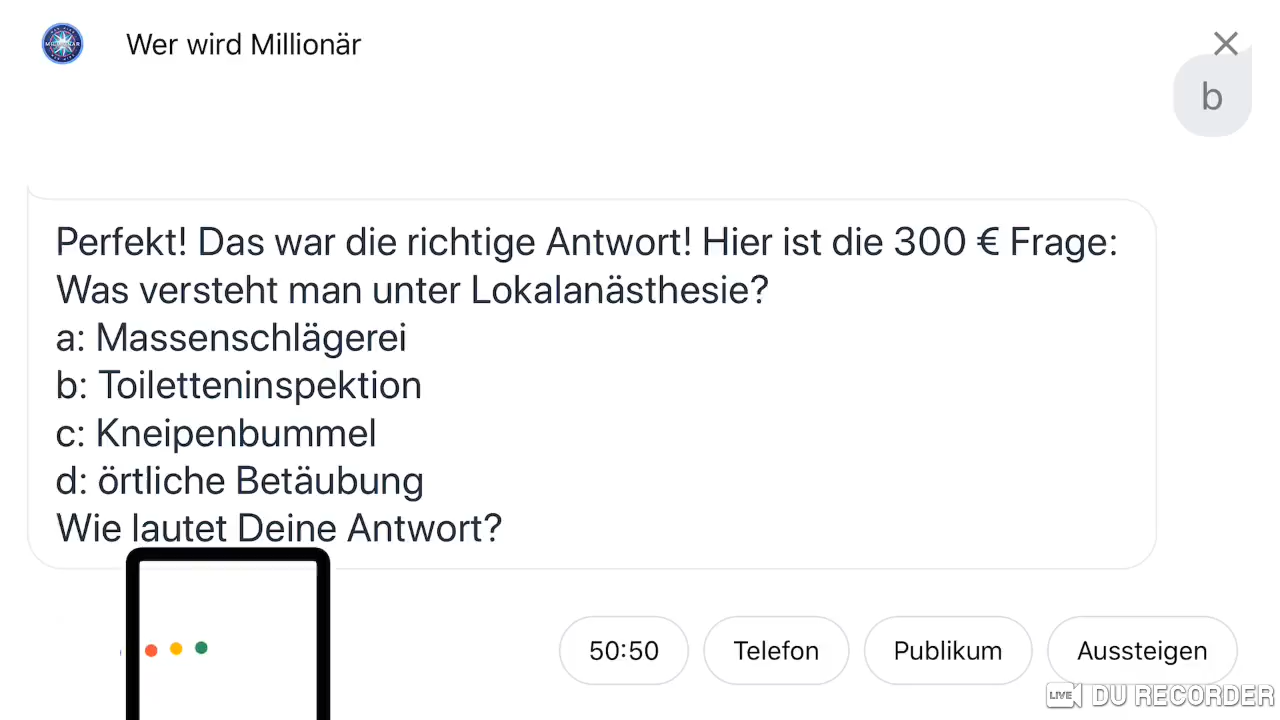 Wer wird Millionär
b
Perfekt! Das war die richtige Antwort! Hier ist die 300 € Frage:
Was versteht man unter Lokalanästhesie?
a: Massenschlägerei
b: Toiletteninspektion
c: Kneipenbummel
d: örtliche Betäubung
Wie lautet Deine Antwort?
50:50
Telefon
Publikum
Aussteigen
LIVE DU RECORDER